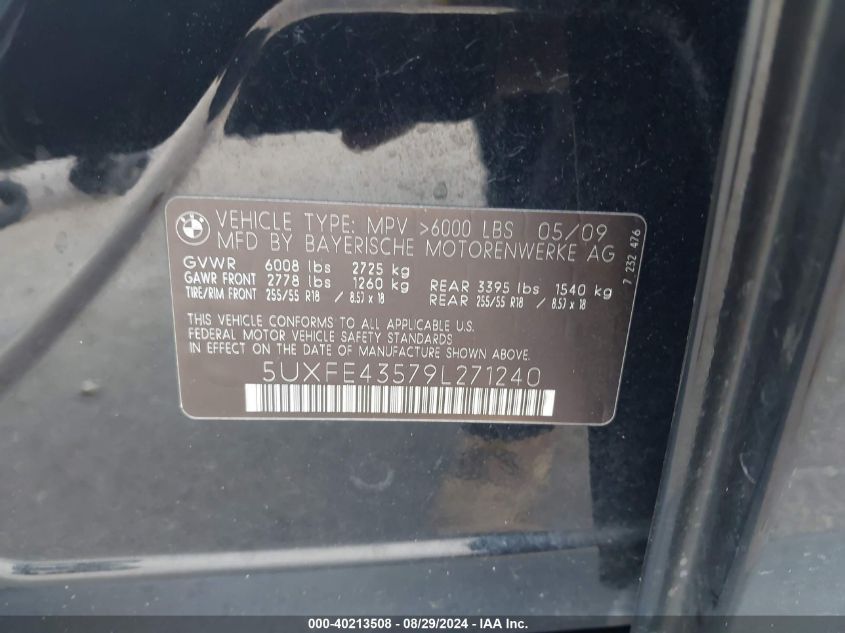 BMW
VEHICLE TYPE: MPV >6000 LBS 05/09
MFD BY BAYERISCHE MOTORENWERKE AG
GVWR 6008 lbs 2725 kg
GAWR FRONT 2778 lbs 1260 kg REAR 3395 lbs 1540 kg
TIRE/RIM FRONT 255/55 R18 / 8.5J x 18 REAR 255/55 R18 / 8.5J x 18
7 232 476
THIS VEHICLE CONFORMS TO ALL APPLICABLE U.S.
FEDERAL MOTOR VEHICLE SAFETY STANDARDS
IN EFFECT ON THE DATE OF MANUFACTURE SHOWN ABOVE.
5UXFE43579L271240
000-40213508 - 08/29/2024 - IAA Inc.